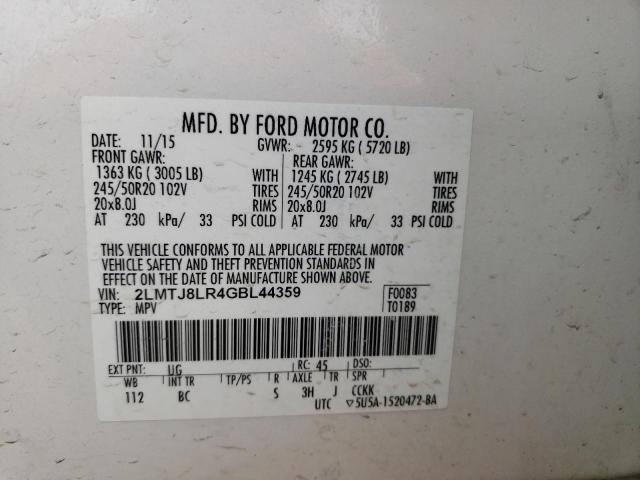 MFD. BY FORD MOTOR CO.
DATE: 11/15 GVWR: 2595 KG ( 5720 LB)
FRONT GAWR: REAR GAWR:
1363 KG ( 3005 LB) WITH 1245 KG ( 2745 LB) WITH
245/50R20 102V TIRES 245/50R20 102V TIRES
20x8.0J RIMS 20x8.0J RIMS
AT 230 kPa/ 33 PSI COLD AT 230 kPa/ 33 PSI COLD
THIS VEHICLE CONFORMS TO ALL APPLICABLE FEDERAL MOTOR
VEHICLE SAFETY AND THEFT PREVENTION STANDARDS IN
EFFECT ON THE DATE OF MANUFACTURE SHOWN ABOVE.
VIN: 2LMTJ8LR4GBL44359 F0083
TYPE: MPV T0189
EXT PNT: UG RC: 45 DSO:
WB INT TR TP/PS R AXLE TR SPR
112 BC S 3H J CCKK
UTC ▽5U5A-1520472-BA